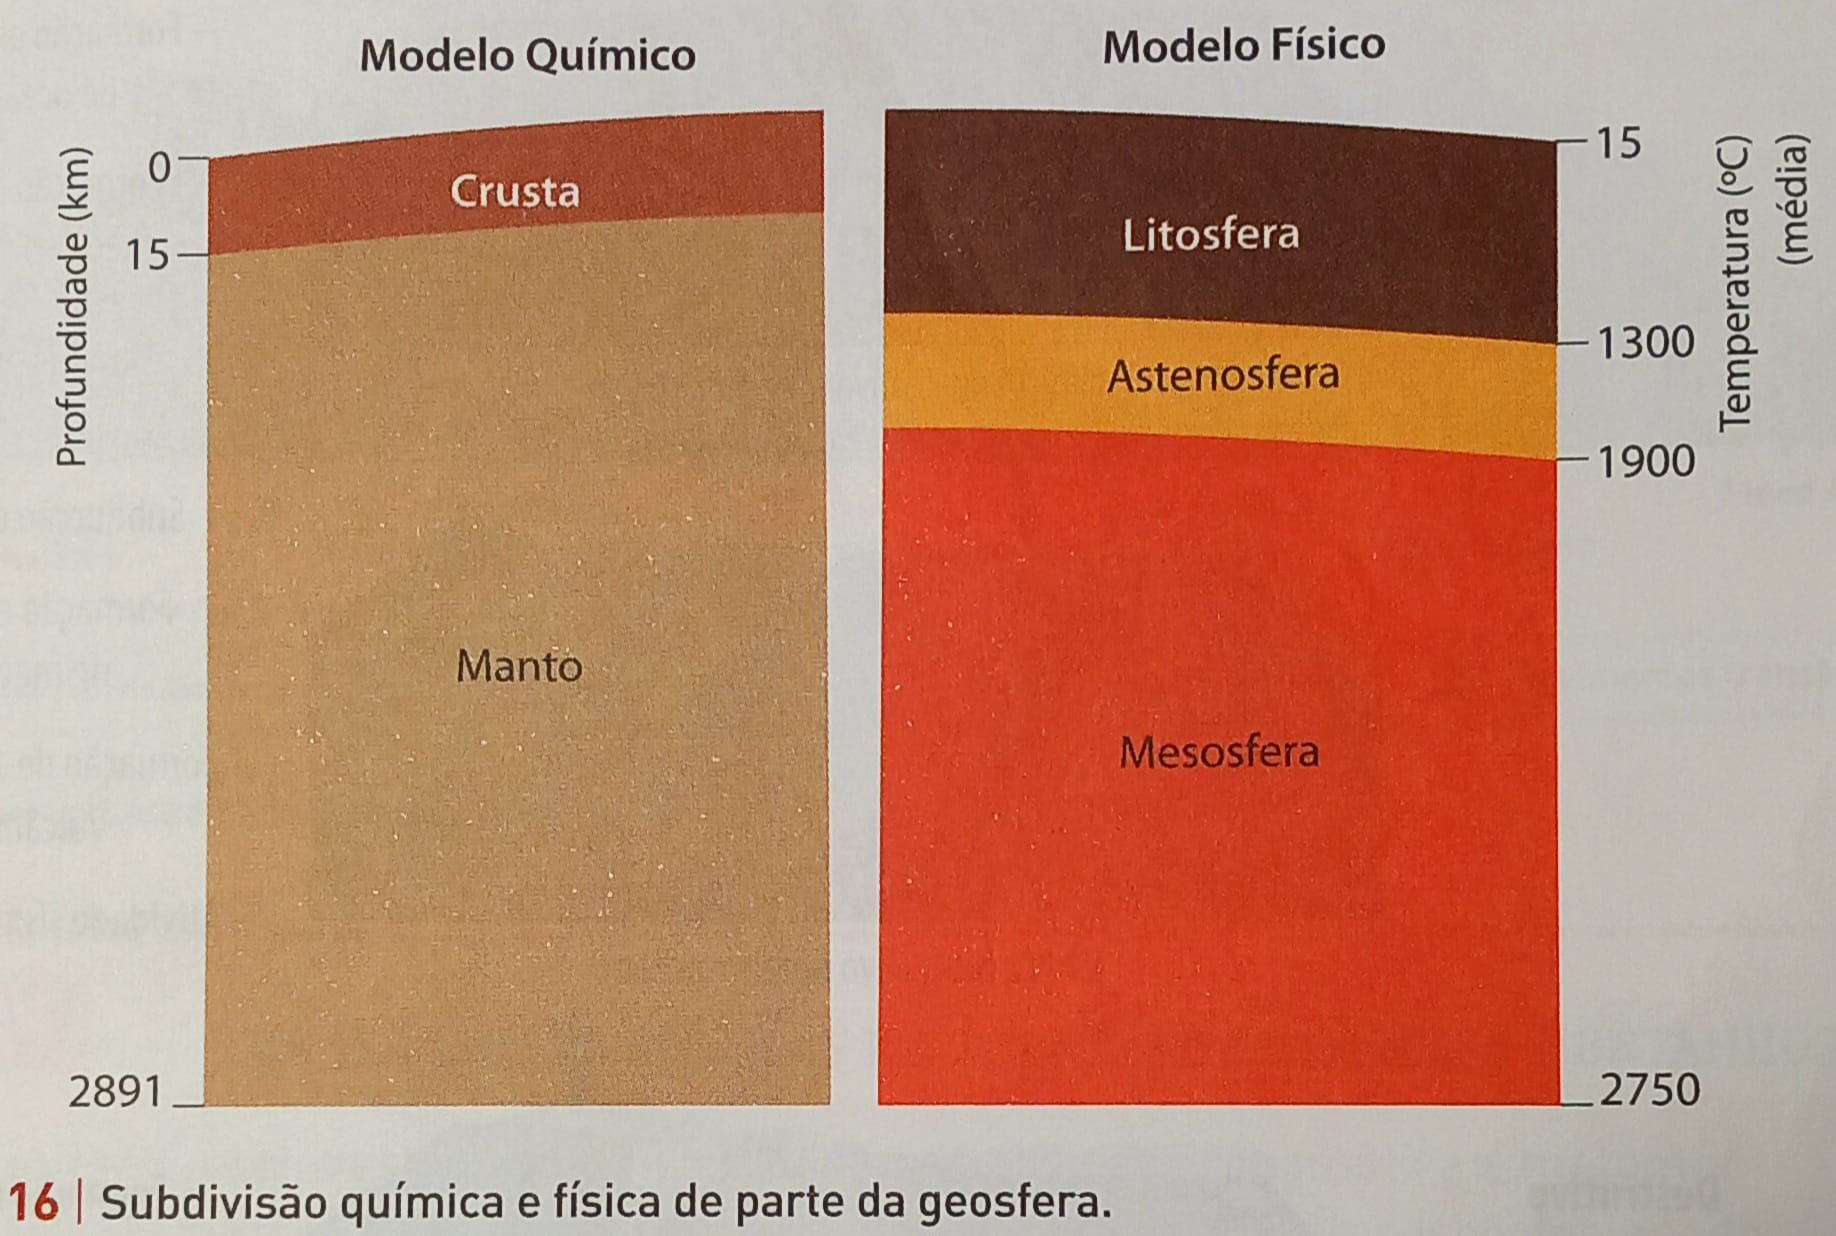 Modelo Químico
Modelo Físico
Profundidade (km)
0
15
2891
Crusta
Manto
Litosfera
Astenosfera
Mesosfera
15
1300
1900
2750
Temperatura (ºC)
(média)
16 | Subdivisão química e física de parte da geosfera.